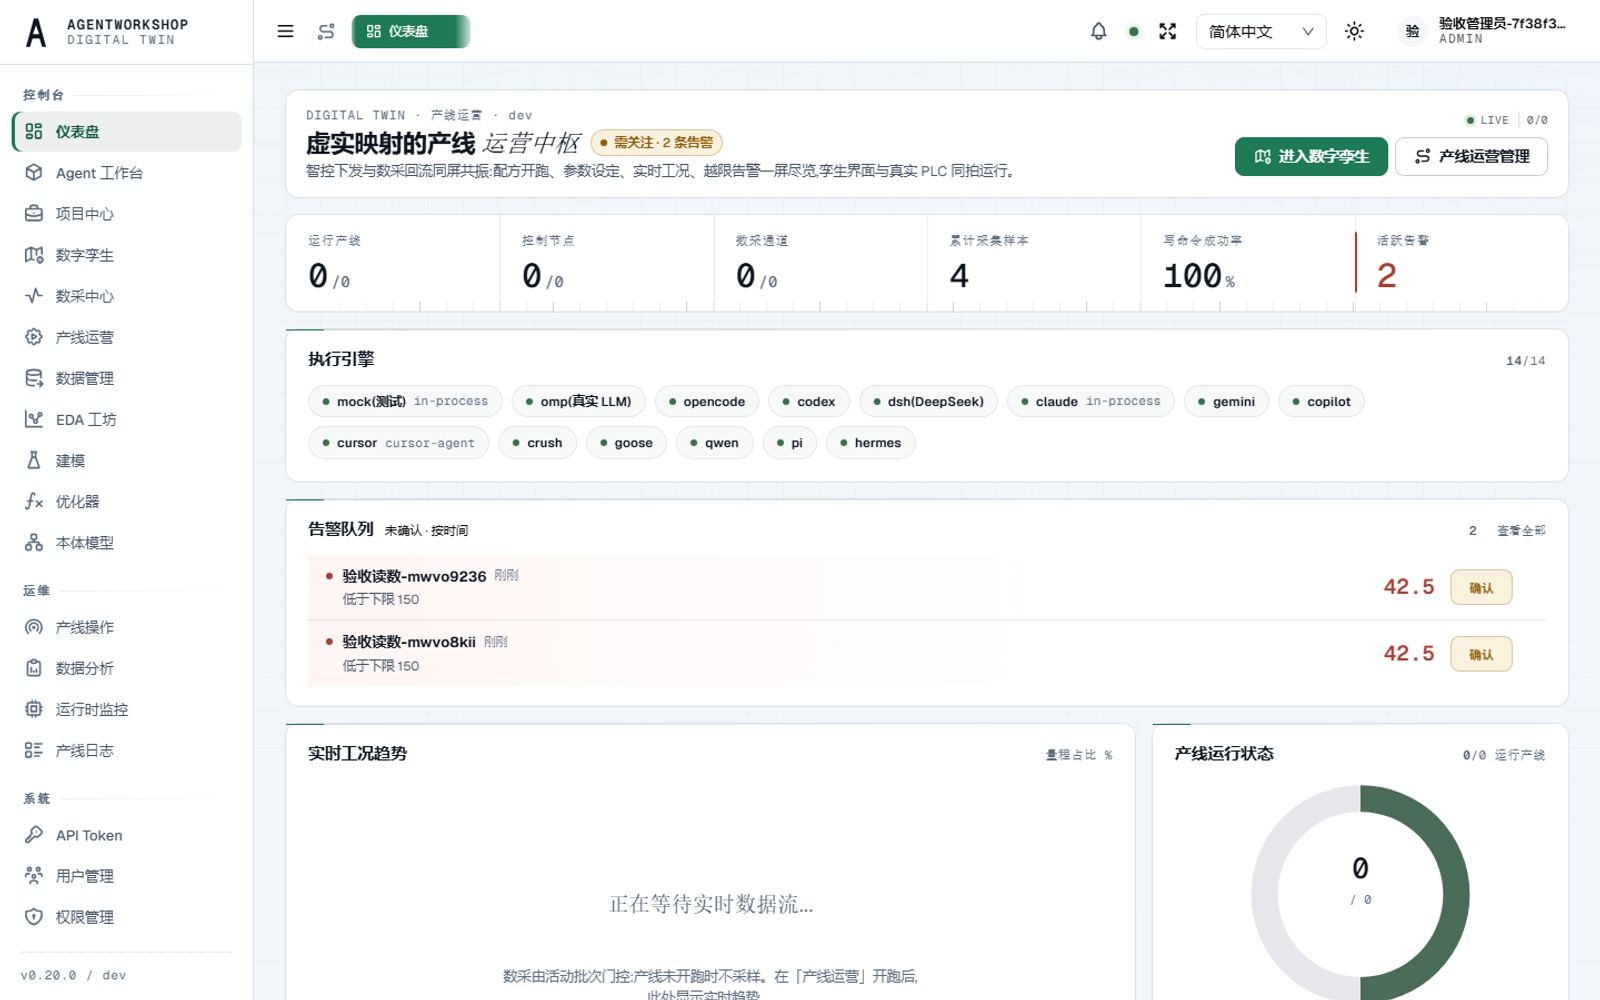 AGENTWORKSHOP
DIGITAL TWIN
控制台
仪表盘
Agent 工作台
项目中心
数字孪生
数采中心
产线运营
数据管理
EDA 工坊
建模
优化器
本体模型
运维
产线操作
数据分析
运行时监控
产线日志
系统
API Token
用户管理
权限管理
v0.20.0 / dev
仪表盘
简体中文
验
验收管理员-7f38f3...
ADMIN
DIGITAL TWIN · 产线运营 · dev
虚实映射的产线 运营中枢 需关注 · 2 条告警
智控下发与数采回流同屏共振:配方开跑、参数设定、实时工况、越限告警一屏尽览,孪生界面与真实 PLC 同拍运行。
LIVE 0/0
进入数字孪生
产线运营管理
运行产线
0 /0
控制节点
0 /0
数采通道
0 /0
累计采集样本
4
写命令成功率
100%
活跃告警
2
执行引擎
14/14
mock(测试) in-process
omp(真实 LLM)
opencode
codex
dsh(DeepSeek)
claude in-process
gemini
copilot
cursor cursor-agent
crush
goose
qwen
pi
hermes
告警队列 未确认 · 按时间
2 查看全部
验收读数-mwvo9236 刚刚
低于下限 150
42.5 确认
验收读数-mwvo8kii 刚刚
低于下限 150
42.5 确认
实时工况趋势
量程占比 %
正在等待实时数据流...
数采由活动批次门控:产线未开跑时不采样。在「产线运营」开跑后,
此处显示实时趋势
产线运行状态
0/0 运行产线
0
/ 0